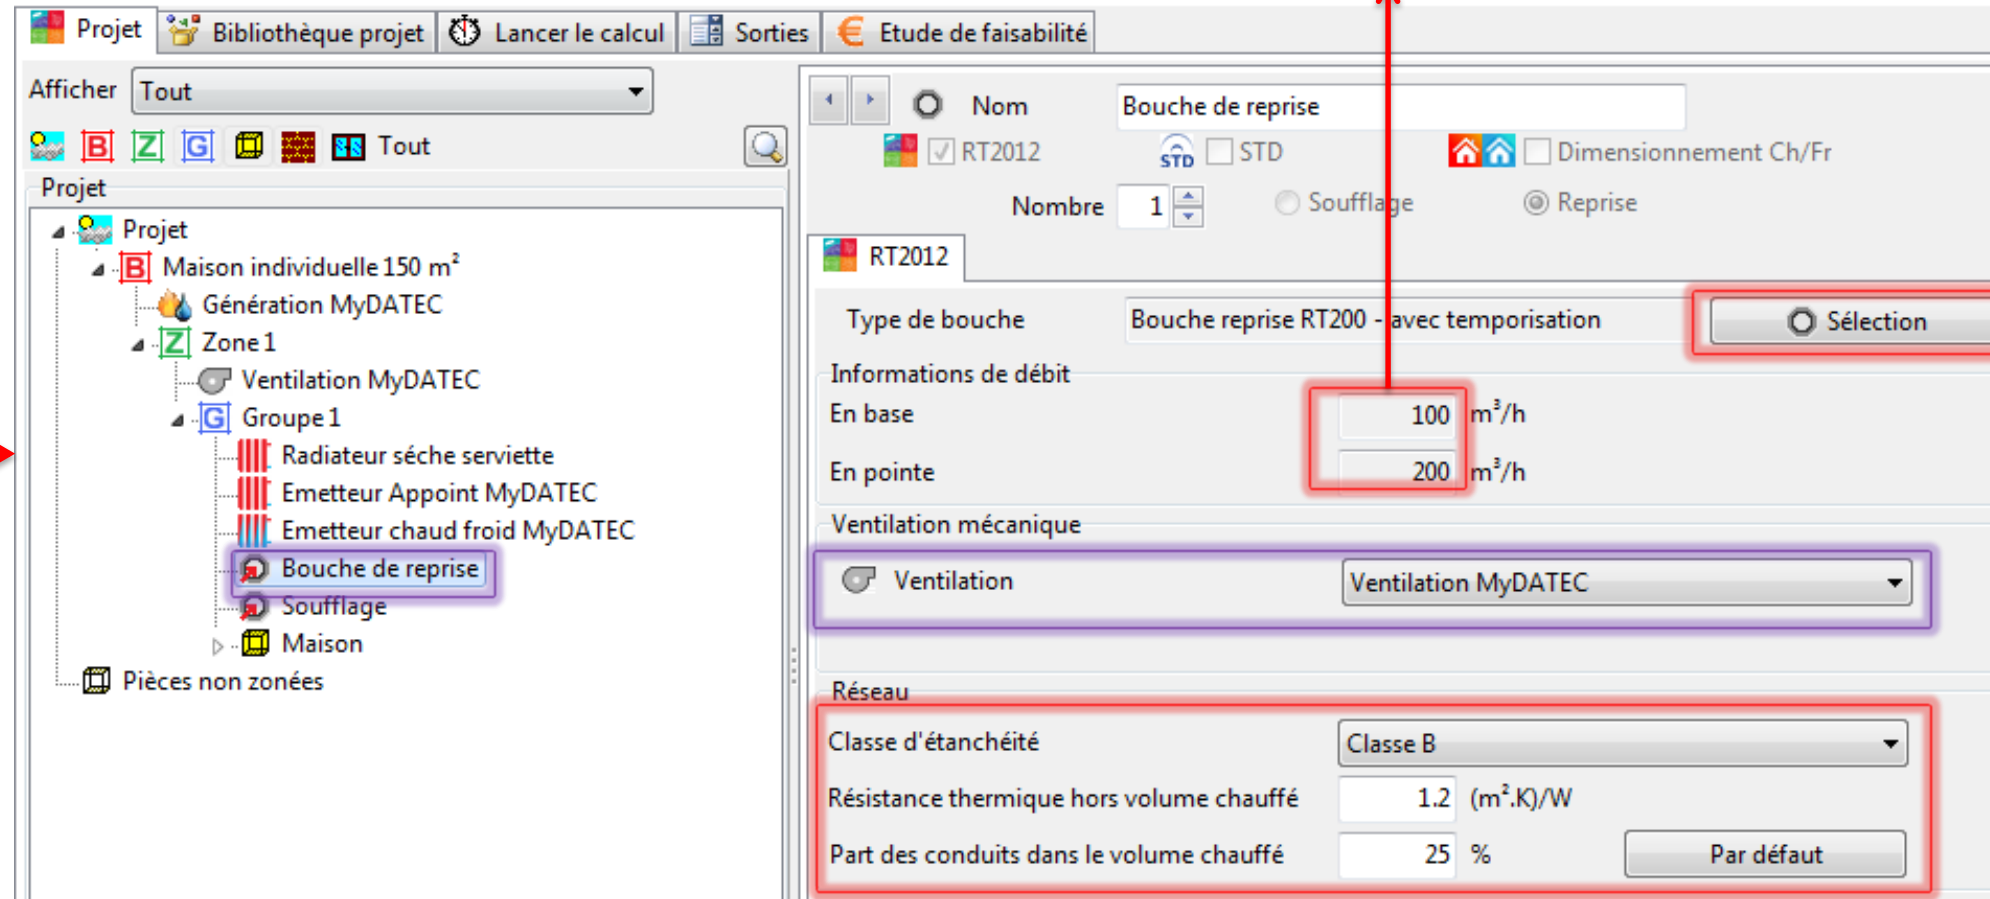 Projet Bibliothèque projet Lancer le calcul Sorties € Etude de faisabilité
Afficher Tout
B Z G Tout
Projet
Projet
B Maison individuelle 150 m²
Génération MyDATEC
Z Zone 1
Ventilation MyDATEC
G Groupe 1
Radiateur séche serviette
Emetteur Appoint MyDATEC
Emetteur chaud froid MyDATEC
Bouche de reprise
Soufflage
Maison
Pièces non zonées
Nom Bouche de reprise
RT2012 STD STD Dimensionnement Ch/Fr
Nombre 1 Soufflage Reprise
RT2012
Type de bouche Bouche reprise RT200 - avec temporisation Sélection
Informations de débit
En base 100 m³/h
En pointe 200 m³/h
Ventilation mécanique
Ventilation Ventilation MyDATEC
Réseau
Classe d'étanchéité Classe B
Résistance thermique hors volume chauffé 1.2 (m².K)/W
Part des conduits dans le volume chauffé 25 % Par défaut